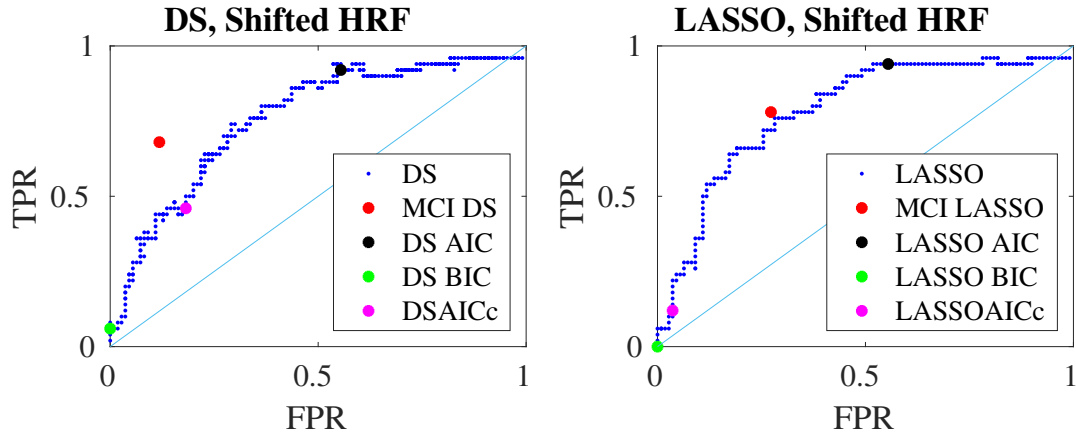 DS, Shifted HRF
1
0.5
0
TPR
0
0.5
1
FPR
DS
MCI DS
DS AIC
DS BIC
DSAICc
LASSO, Shifted HRF
1
0.5
0
TPR
0
0.5
1
FPR
LASSO
MCI LASSO
LASSO AIC
LASSO BIC
LASSOAICc